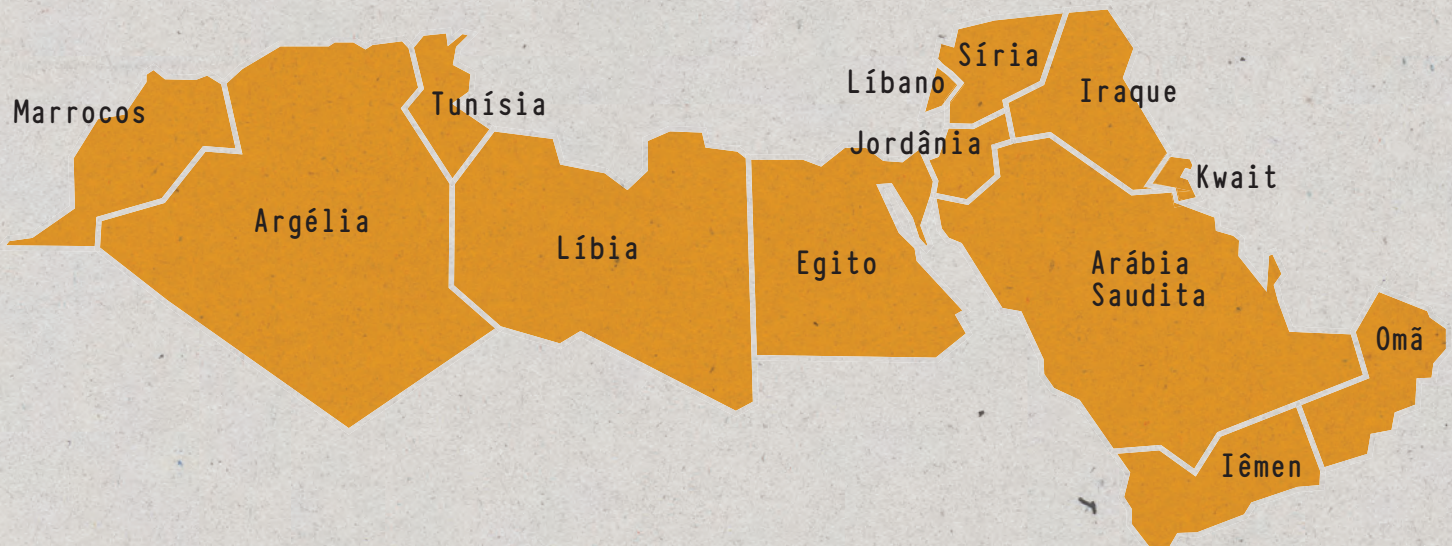 Síria
Líbano
Iraque
Marrocos
Tunísia
Jordânia
Kwait
Argélia
Líbia
Egito
Arábia
Saudita
Omã
Iêmen